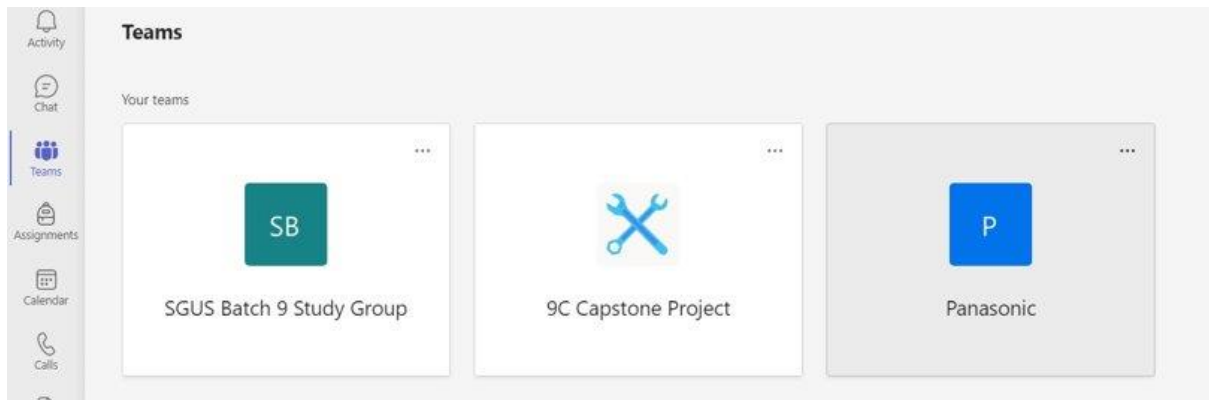 Activity
Chat
Teams
Assignments
Calendar
Calls
Teams
Your teams
...
SB
SGUS Batch 9 Study Group
...
9C Capstone Project
...
P
Panasonic